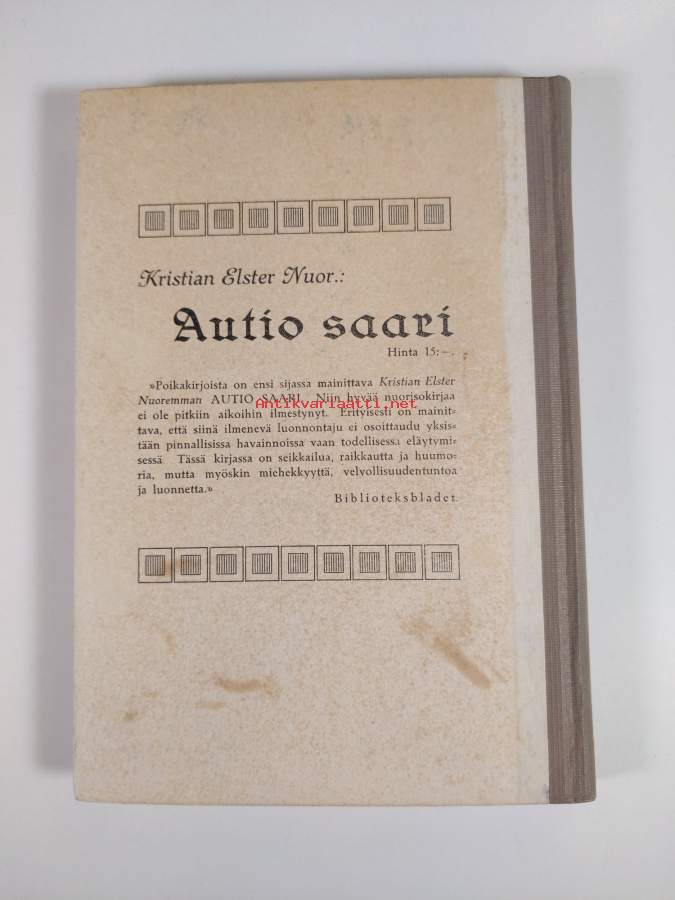 Kristian Elster Nuor.:
Autio saari
Hinta 15:–.
»Poikakirjoista on ensi sijassa mainittava Kristian Elster
Nuoremman AUTIO SAARI. Niin hyvää nuorisokirjaa
Antikvariaatti.net
ei ole pitkiin aikoihin ilmestynyt. Erityisesti on mainit=
tava, että siinä ilmenevä luonnontaju ei osoittaudu yksis=
tään pinnallisissa havainnoissa vaan todellisessa eläytymi=
sessä. Tässä kirjassa on seikkailua, raikkautta ja huumo=
ria, mutta myöskin miehekkyyttä, velvollisuudentuntoa
ja luonnetta.»
Biblioteksbladet.